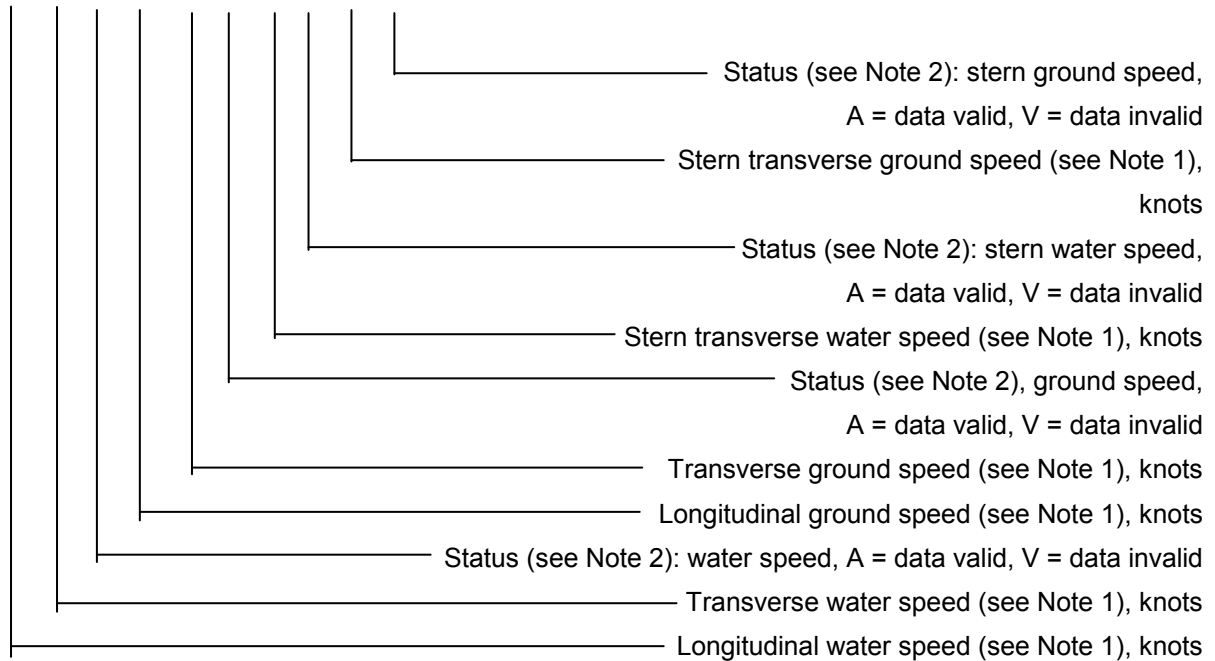 Status (see Note 2): stern ground speed,
A = data valid, V = data invalid
Stern transverse ground speed (see Note 1),
knots
Status (see Note 2): stern water speed,
A = data valid, V = data invalid
Stern transverse water speed (see Note 1), knots
Status (see Note 2), ground speed,
A = data valid, V = data invalid
Transverse ground speed (see Note 1), knots
Longitudinal ground speed (see Note 1), knots
Status (see Note 2): water speed, A = data valid, V = data invalid
Transverse water speed (see Note 1), knots
Longitudinal water speed (see Note 1), knots